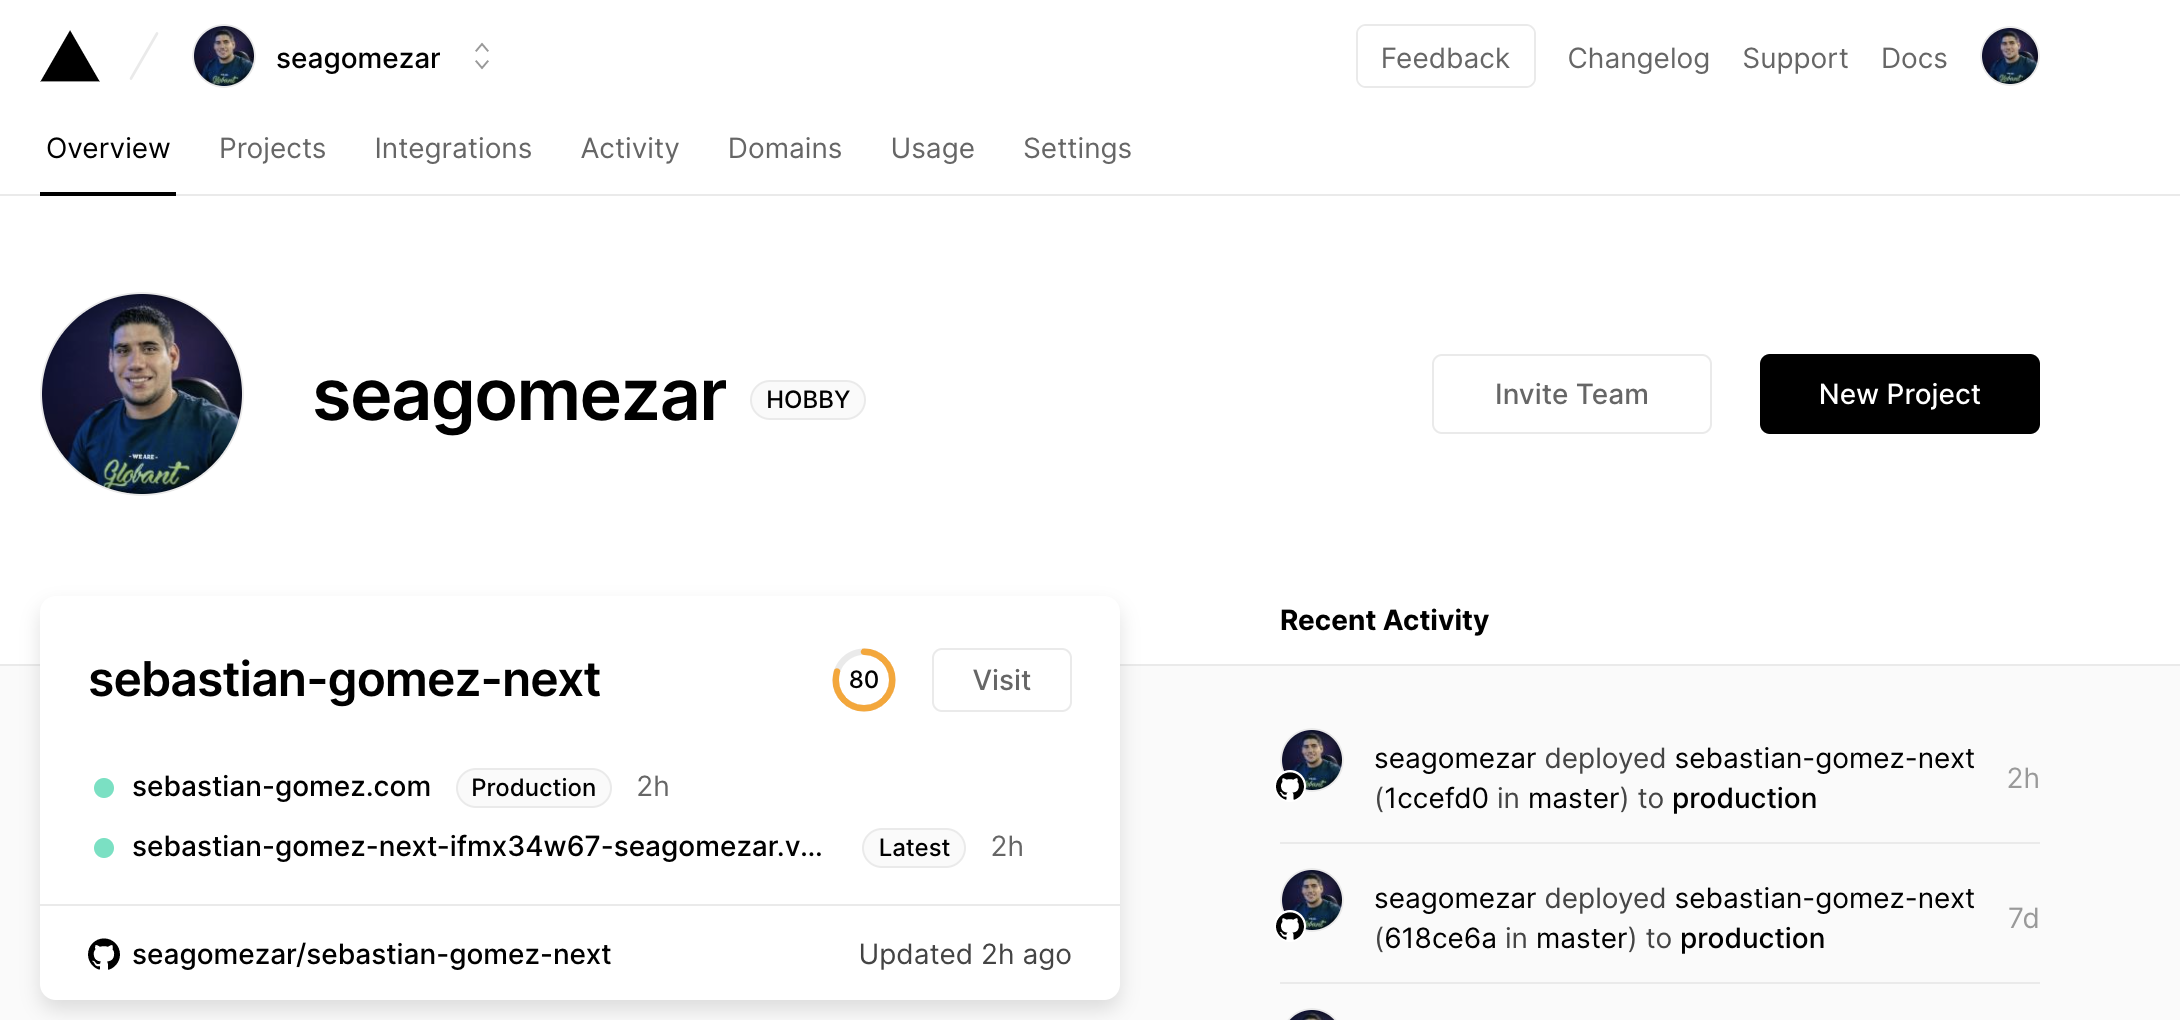 seagomezar
Feedback
Changelog
Support
Docs
Overview
Projects
Integrations
Activity
Domains
Usage
Settings
- WE ARE -
Globant
seagomezar
HOBBY
Invite Team
New Project
sebastian-gomez-next
80
Visit
sebastian-gomez.com
Production
2h
sebastian-gomez-next-ifmx34w67-seagomezar.v...
Latest
2h
seagomezar/sebastian-gomez-next
Updated 2h ago
Recent Activity
seagomezar deployed sebastian-gomez-next
(1ccefd0 in master) to production
2h
seagomezar deployed sebastian-gomez-next
(618ce6a in master) to production
7d